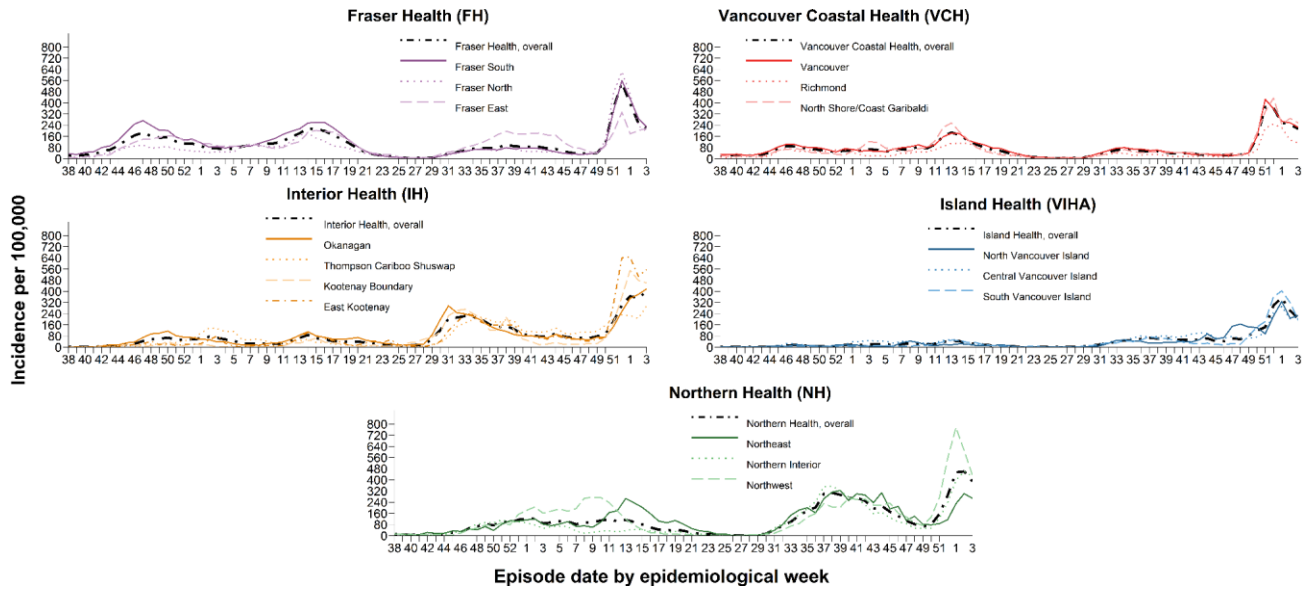 Fraser Health (FH)
Fraser Health, overall
Fraser South
Fraser North
Fraser East
800
720
640
560
480
400
320
240
160
80
0
38 40 42 44 46 48 50 52 1 3 5 7 9 11 13 15 17 19 21 23 25 27 29 31 33 35 37 39 41 43 45 47 49 51 1 3
Vancouver Coastal Health (VCH)
Vancouver Coastal Health, overall
Vancouver
Richmond
North Shore/Coast Garibaldi
800
720
640
560
480
400
320
240
160
80
0
38 40 42 44 46 48 50 52 1 3 5 7 9 11 13 15 17 19 21 23 25 27 29 31 33 35 37 39 41 43 45 47 49 51 1 3
Incidence per 100,000
Interior Health (IH)
Interior Health, overall
Okanagan
Thompson Cariboo Shuswap
Kootenay Boundary
East Kootenay
800
720
640
560
480
400
320
240
160
80
0
38 40 42 44 46 48 50 52 1 3 5 7 9 11 13 15 17 19 21 23 25 27 29 31 33 35 37 39 41 43 45 47 49 51 1 3
Island Health (VIHA)
Island Health, overall
North Vancouver Island
Central Vancouver Island
South Vancouver Island
800
720
640
560
480
400
320
240
160
80
0
38 40 42 44 46 48 50 52 1 3 5 7 9 11 13 15 17 19 21 23 25 27 29 31 33 35 37 39 41 43 45 47 49 51 1 3
Northern Health (NH)
Northern Health, overall
Northeast
Northern Interior
Northwest
800
720
640
560
480
400
320
240
160
80
0
38 40 42 44 46 48 50 52 1 3 5 7 9 11 13 15 17 19 21 23 25 27 29 31 33 35 37 39 41 43 45 47 49 51 1 3
Episode date by epidemiological week